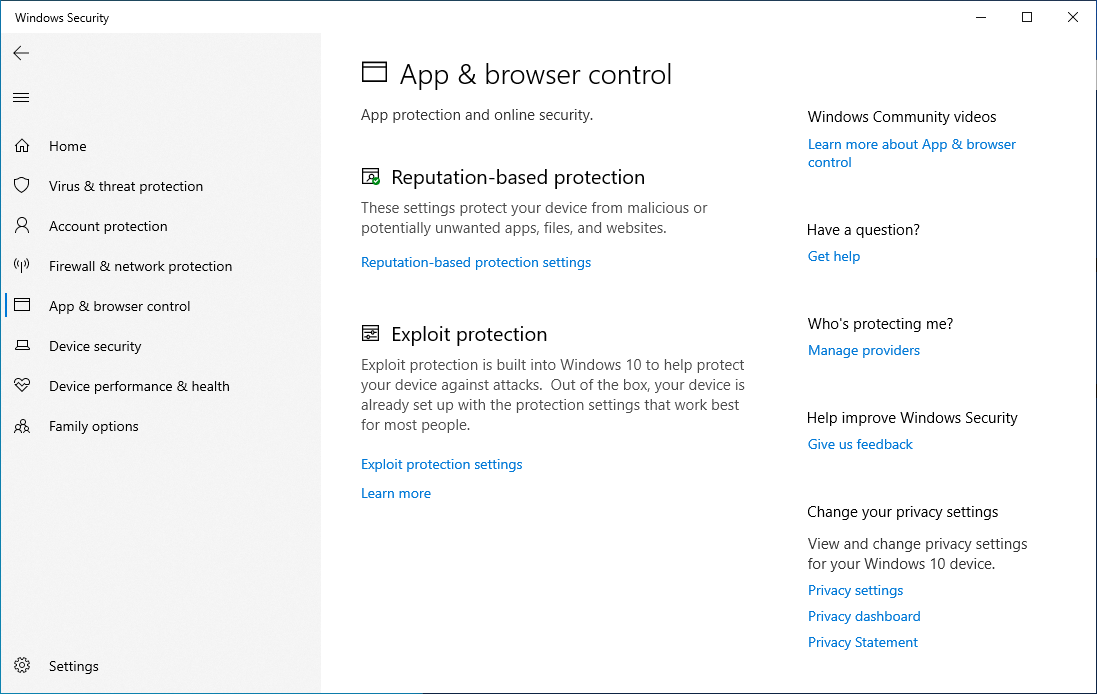 Windows Security
Home
Virus & threat protection
Account protection
Firewall & network protection
App & browser control
Device security
Device performance & health
Family options
Settings
App & browser control
App protection and online security.
Reputation-based protection
These settings protect your device from malicious or
potentially unwanted apps, files, and websites.
Reputation-based protection settings
Exploit protection
Exploit protection is built into Windows 10 to help protect
your device against attacks.  Out of the box, your device is
already set up with the protection settings that work best
for most people.
Exploit protection settings
Learn more
Windows Community videos
Learn more about App & browser
control
Have a question?
Get help
Who's protecting me?
Manage providers
Help improve Windows Security
Give us feedback
Change your privacy settings
View and change privacy settings
for your Windows 10 device.
Privacy settings
Privacy dashboard
Privacy Statement